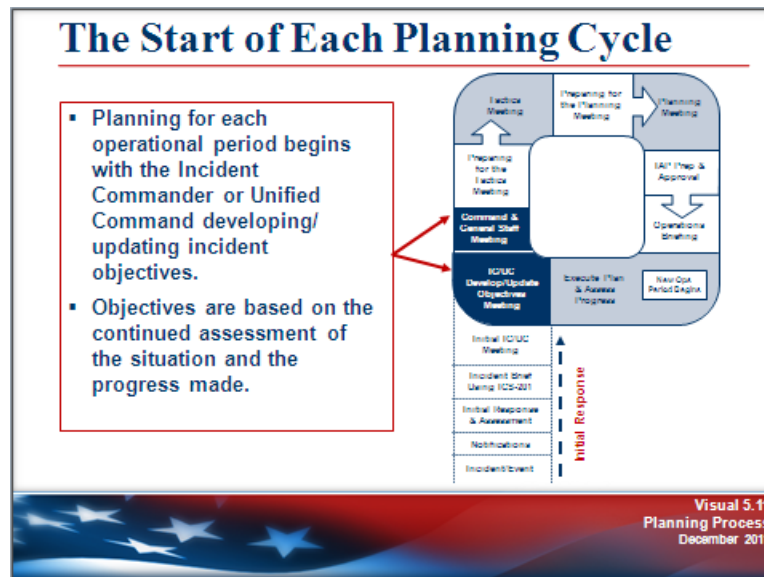 The Start of Each Planning Cycle
▪ Planning for each
operational period begins
with the Incident
Commander or Unified
Command developing/
updating incident
objectives.
▪ Objectives are based on the
continued assessment of
the situation and the
progress made.
Tactics
Meeting
Preparing for
the Planning
Meeting
Planning
Meeting
Preparing
for the
Tactics
Meeting
IAP Prep &
Approval
Command &
General Staff
Meeting
Operations
Briefing
IC/UC
Develop/Update
Objectives
Meeting
Execute Plan
& Assess
Progress
New Ops
Period Begins
Initial IC/UC
Meeting
Incident Brief
Using ICS-201
Initial Response
& Assessment
Notifications
Incident/Event
Initial Response
Visual 5.1
Planning Process
December 201